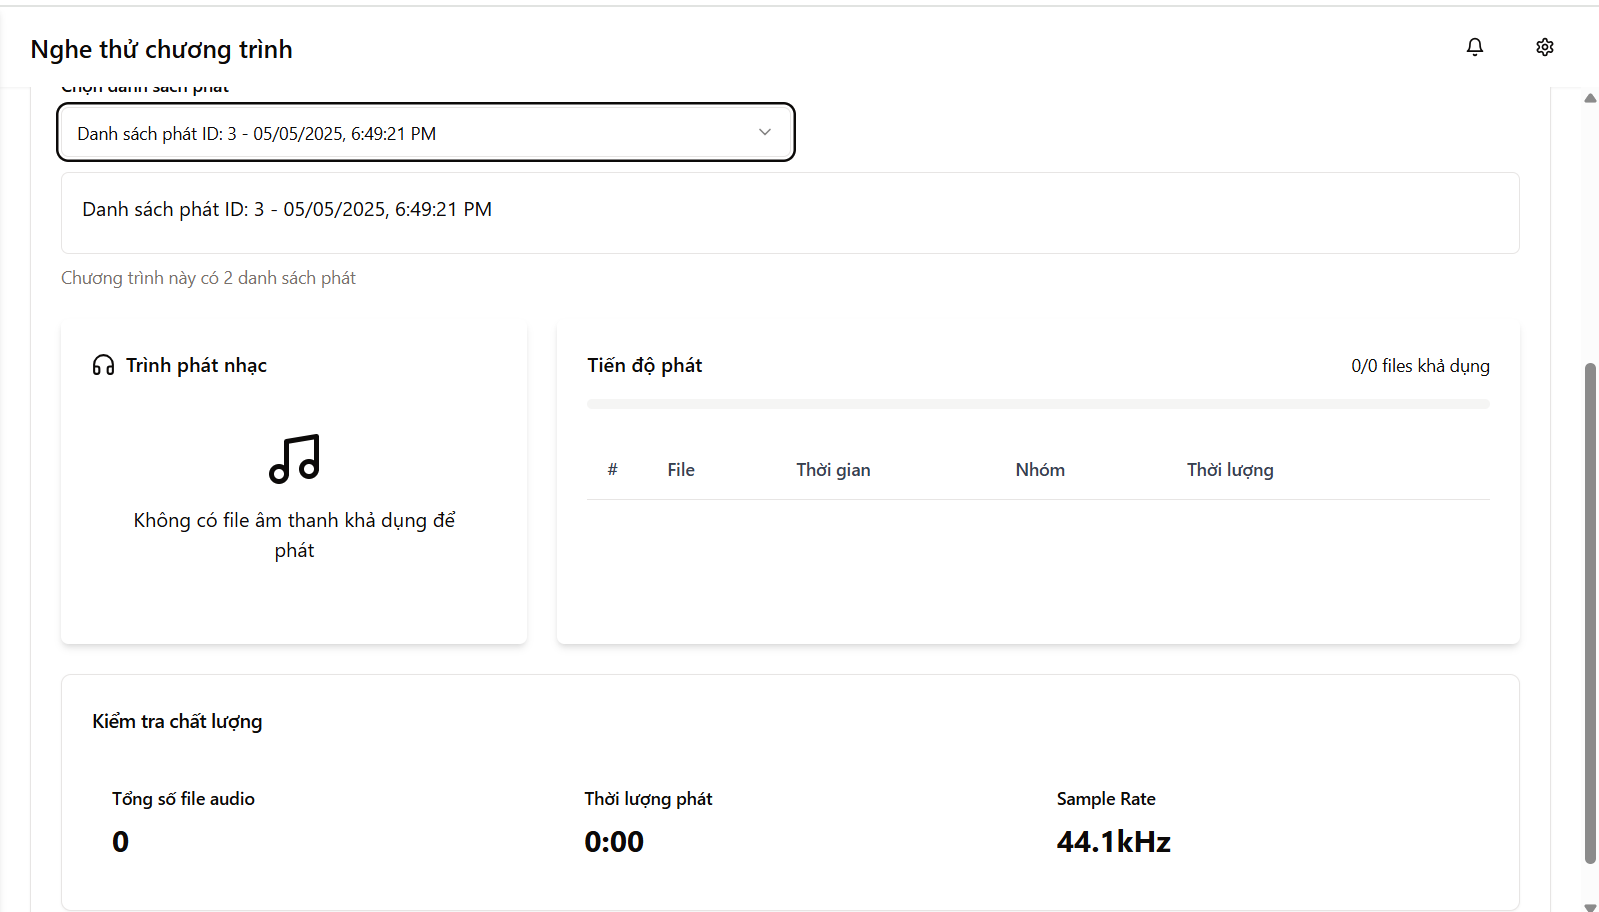 Nghe thử chương trình
Chọn danh sách phát
Danh sách phát ID: 3 - 05/05/2025, 6:49:21 PM
Danh sách phát ID: 3 - 05/05/2025, 6:49:21 PM
Chương trình này có 2 danh sách phát
Trình phát nhạc
Không có file âm thanh khả dụng để
phát
Tiến độ phát
0/0 files khả dụng
# File Thời gian Nhóm Thời lượng
Kiểm tra chất lượng
Tổng số file audio
0
Thời lượng phát
0:00
Sample Rate
44.1kHz